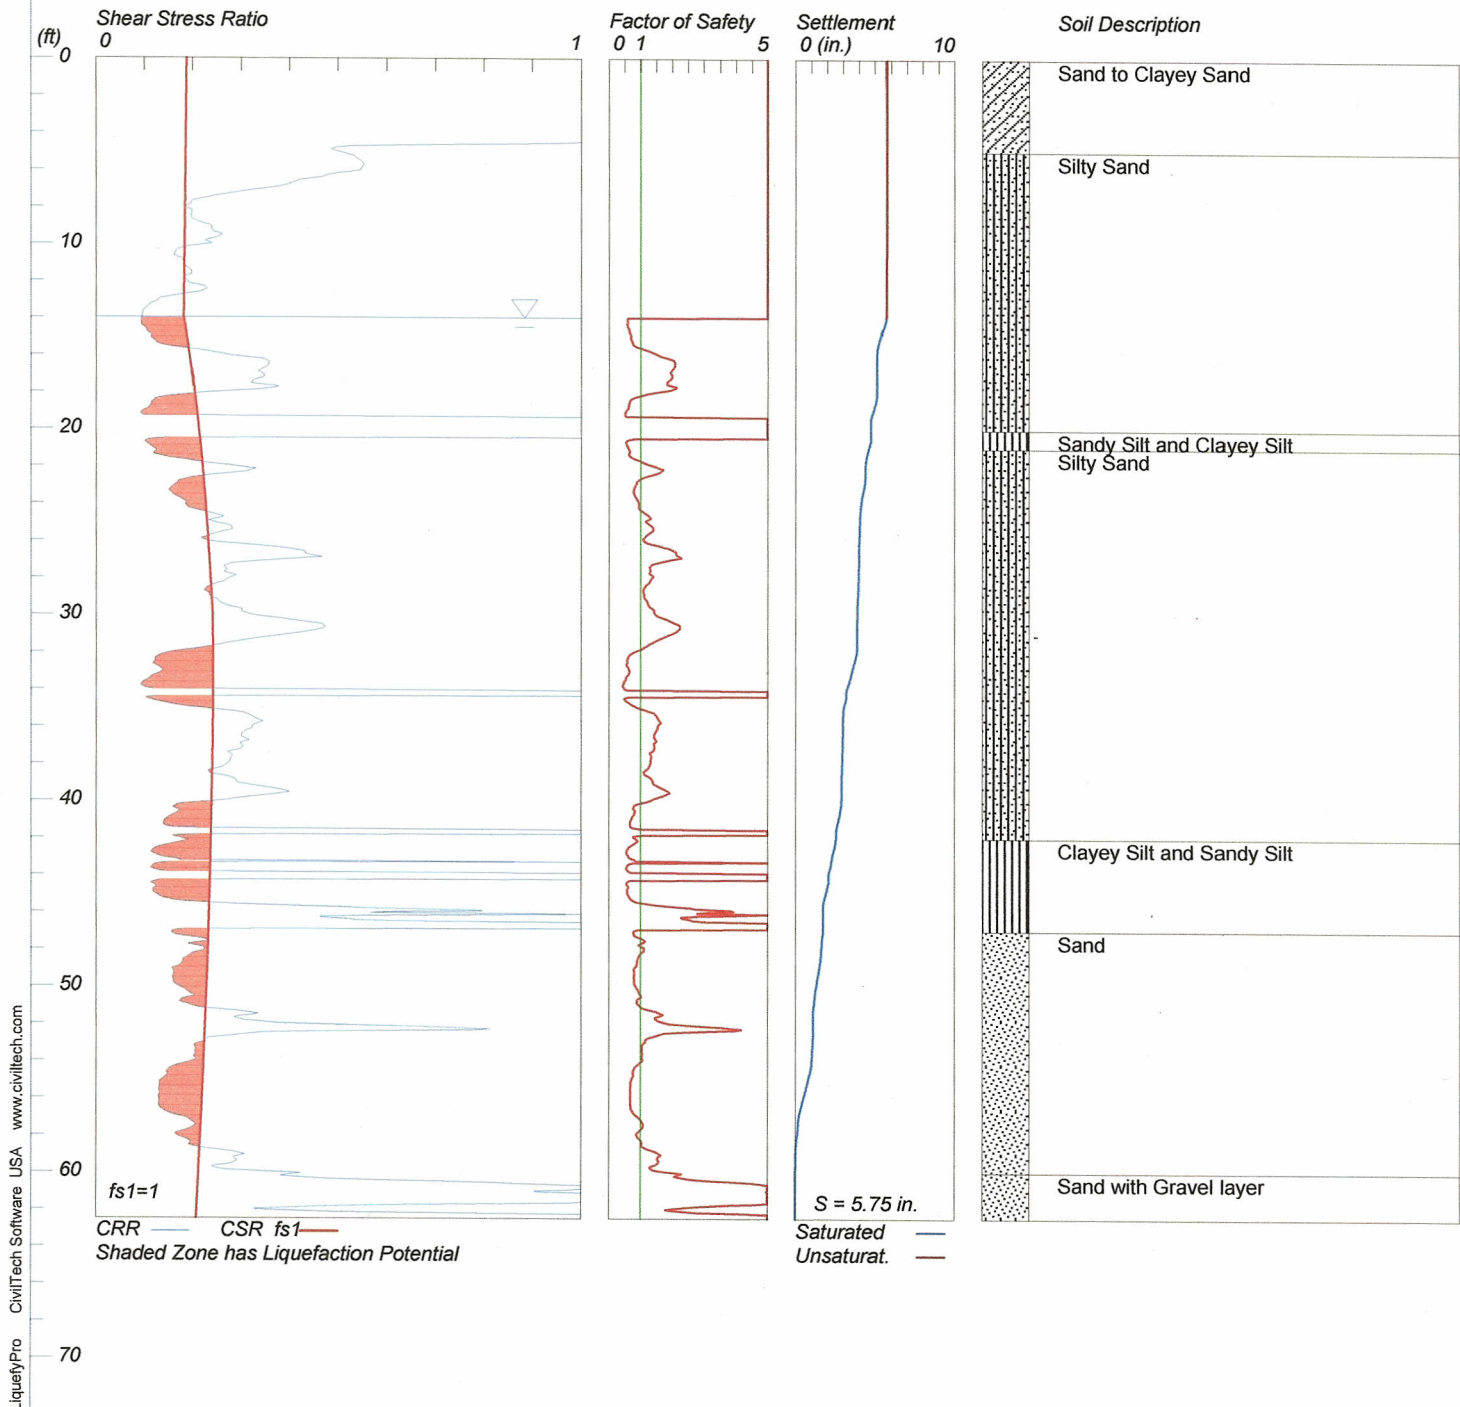 Shear Stress Ratio
Factor of Safety
Settlement
Soil Description
(ft)
0
1
0 1
5
0 (in.)
10
0
10
20
30
40
50
60
70
Sand to Clayey Sand
Silty Sand
Sandy Silt and Clayey Silt
Silty Sand
Clayey Silt and Sandy Silt
Sand
Sand with Gravel layer
fs1=1
S = 5.75 in.
CRR
CSR fs1
Shaded Zone has Liquefaction Potential
Saturated
Unsaturat.
LiquefyPro CivilTech Software USA www.civiltech.com